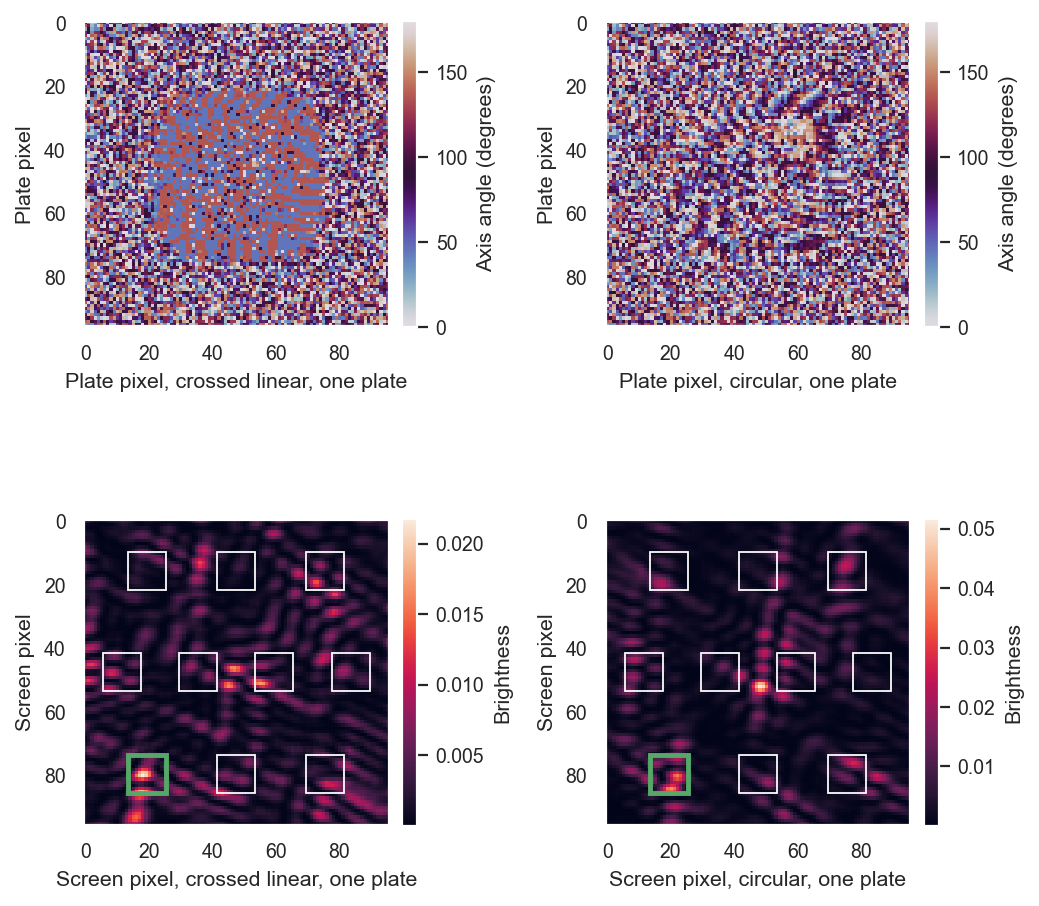 0
20
40
60
80
Plate pixel
0 20 40 60 80
Plate pixel, crossed linear, one plate
150
100
50
0
Axis angle (degrees)
0
20
40
60
80
Plate pixel
0 20 40 60 80
Plate pixel, circular, one plate
150
100
50
0
Axis angle (degrees)
0
20
40
60
80
Screen pixel
0 20 40 60 80
Screen pixel, crossed linear, one plate
0.020
0.015
0.010
0.005
Brightness
0
20
40
60
80
Screen pixel
0 20 40 60 80
Screen pixel, circular, one plate
0.05
0.04
0.03
0.02
0.01
Brightness